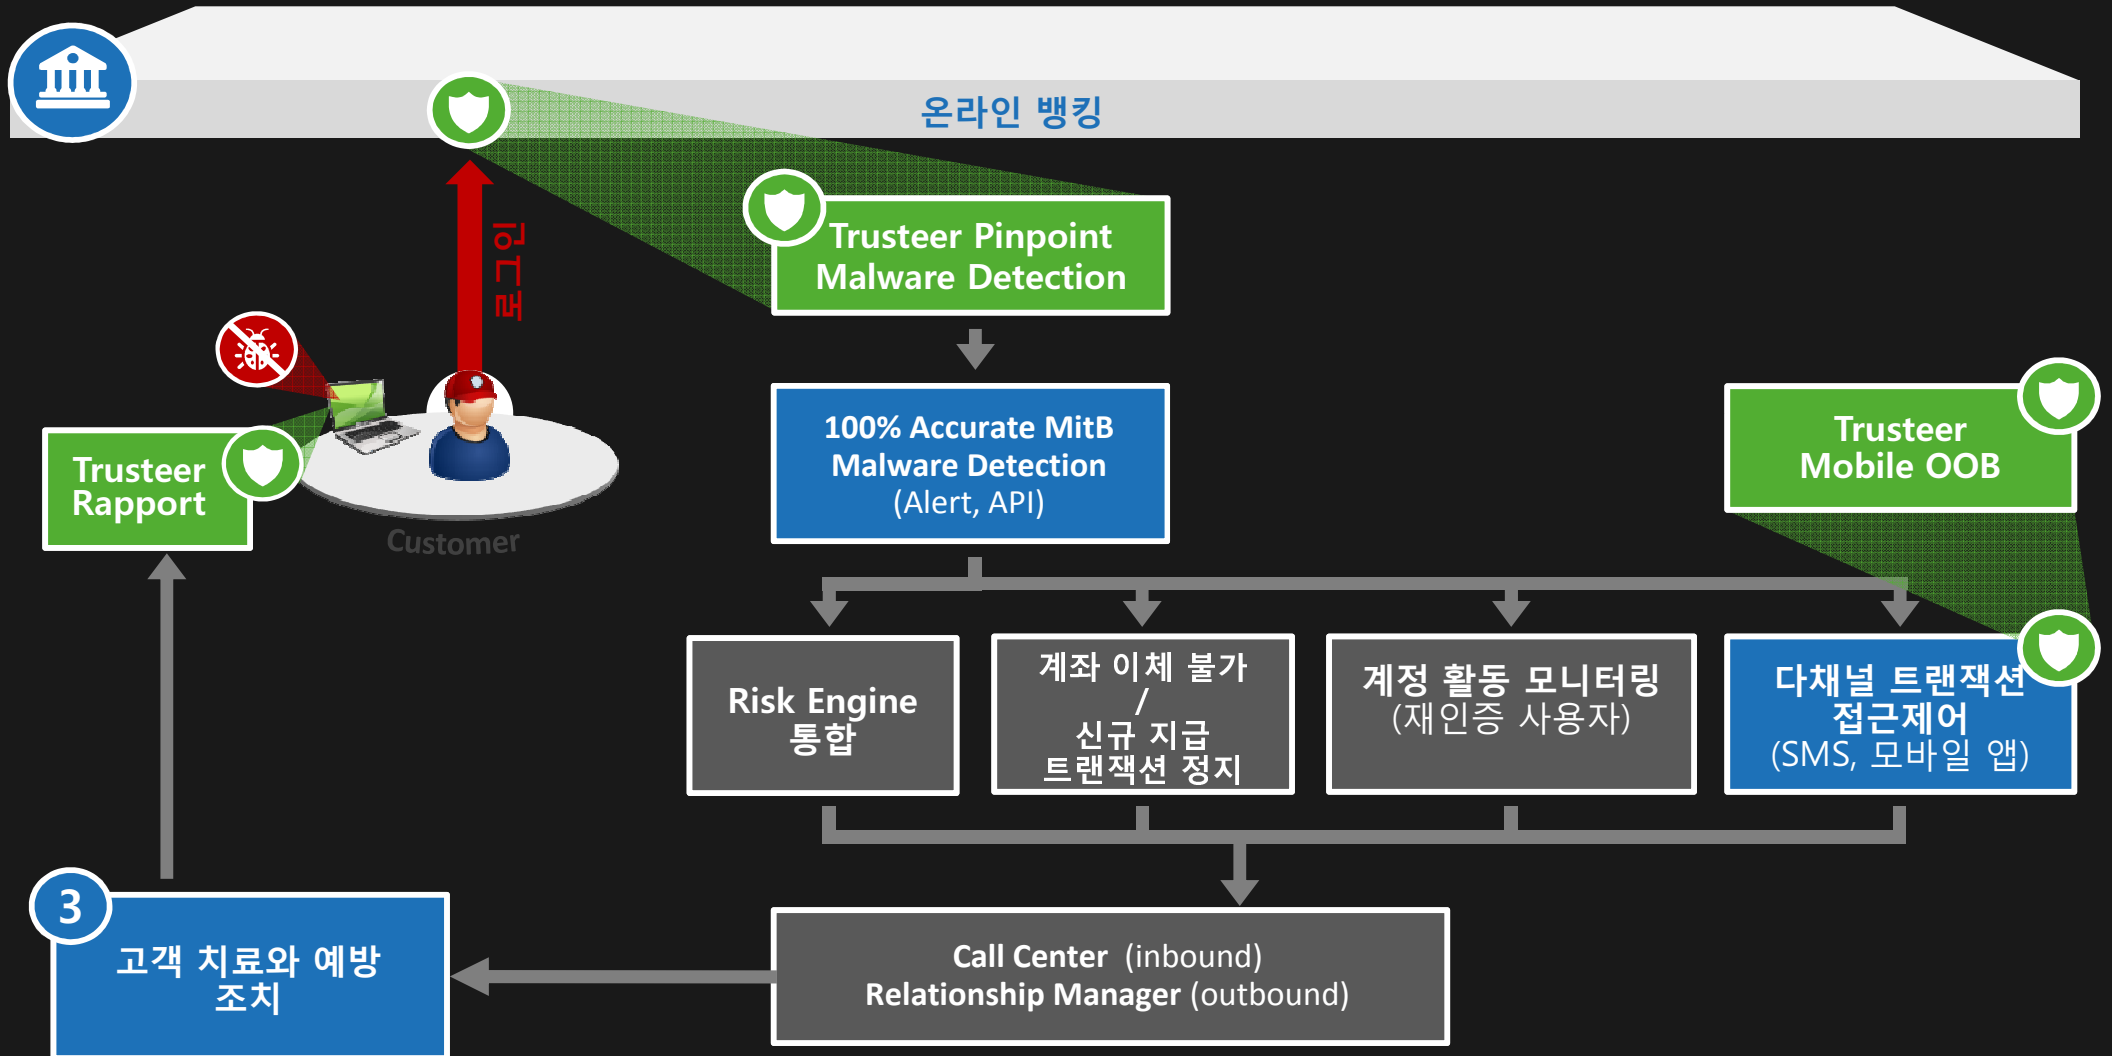 온라인 뱅킹
로그인
Trusteer Pinpoint
Malware Detection
100% Accurate MitB
Malware Detection
(Alert, API)
Trusteer
Mobile OOB
Trusteer
Rapport
Customer
Risk Engine
통합
계좌 이체 불가
/
신규 지급
트랜잭션 정지
계정 활동 모니터링
(재인증 사용자)
다채널 트랜잭션
접근제어
(SMS, 모바일 앱)
3
고객 치료와 예방
조치
Call Center (inbound)
Relationship Manager (outbound)